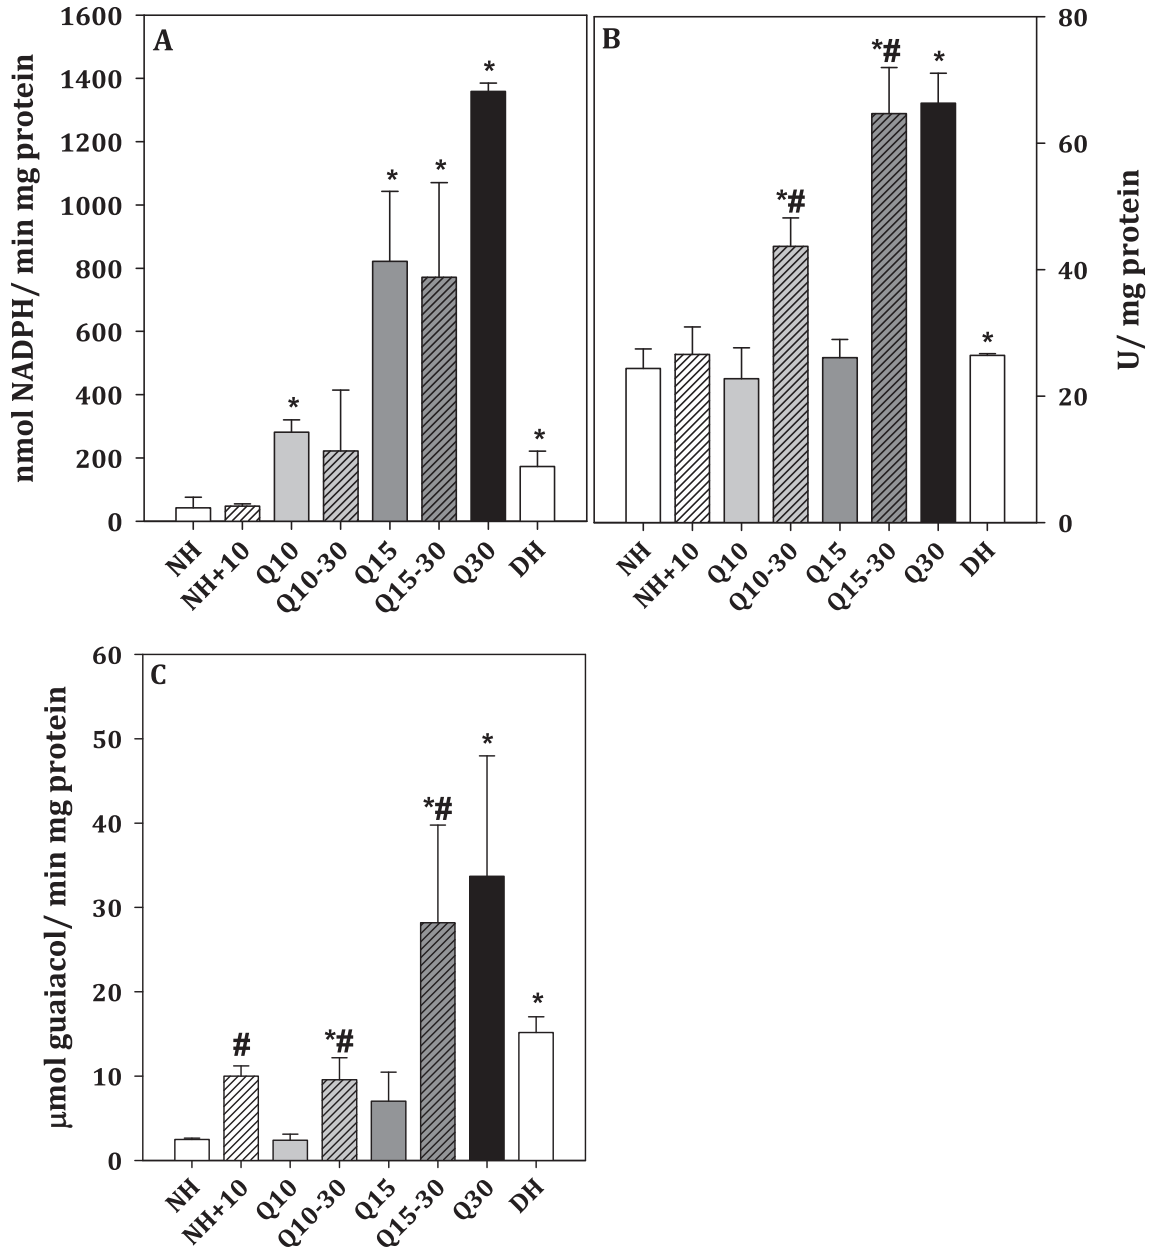 A
nmol NADPH/ min mg protein
1600
1400
1200
1000
800
600
400
200
0
*
*
*
*
*
NH
NH+10
Q10
Q10-30
Q15
Q15-30
Q30
DH
B
U/ mg protein
80
60
40
20
0
*#
*#
*
*
NH
NH+10
Q10
Q10-30
Q15
Q15-30
Q30
DH
C
µmol guaiacol/ min mg protein
60
50
40
30
20
10
0
#
*#
*#
*
*
NH
NH+10
Q10
Q10-30
Q15
Q15-30
Q30
DH